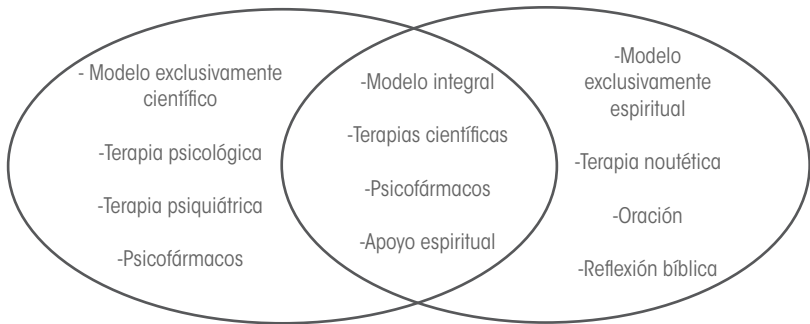 - Modelo exclusivamente
científico
-Terapia psicológica
-Terapia psiquiátrica
-Psicofármacos
-Modelo integral
-Terapias científicas
-Psicofármacos
-Apoyo espiritual
-Modelo
exclusivamente
espiritual
-Terapia noutética
-Oración
-Reflexión bíblica